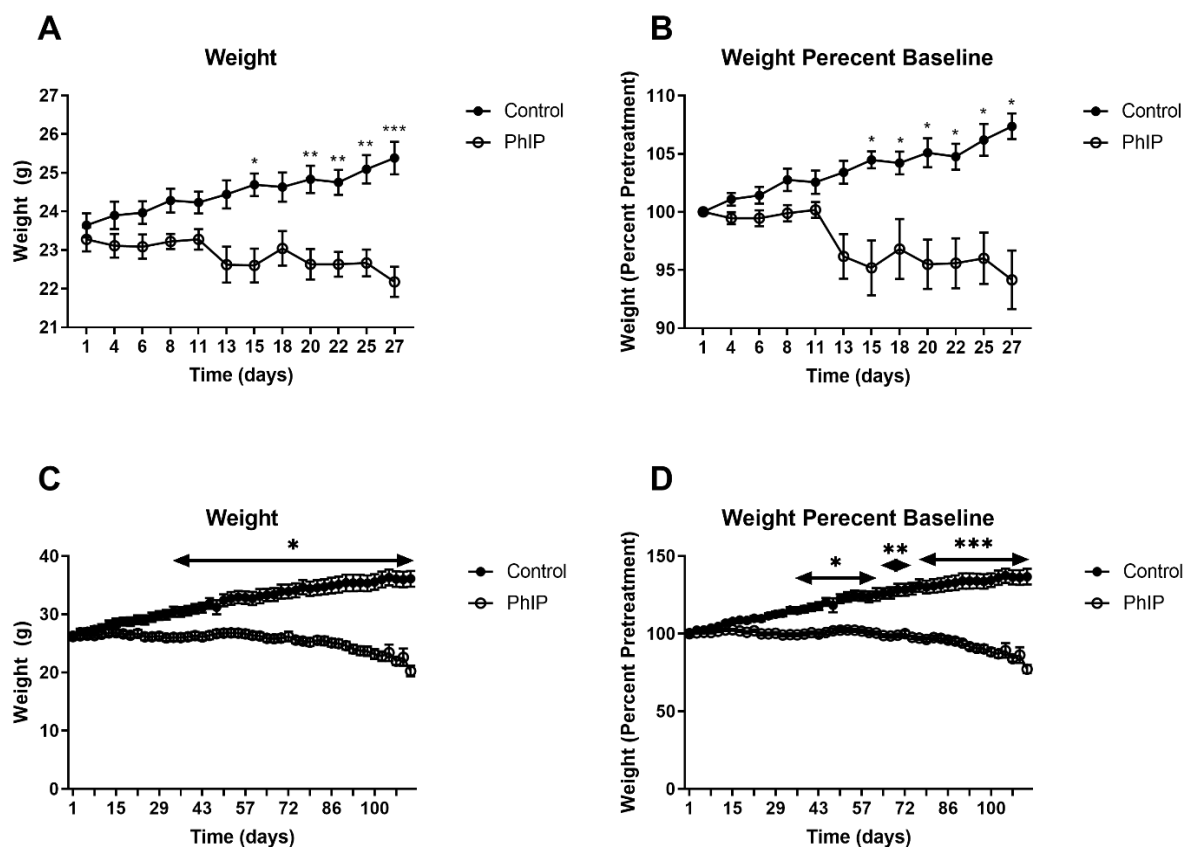 A
Weight
27
26
25
24
23
22
21
Weight (g)
* ** ** ** ***
1 4 6 8 11 13 15 18 20 22 25 27
Time (days)
Control
PhIP
B
Weight Perecent Baseline
110
105
100
95
90
Weight (Percent Pretreatment)
* * * * * *
1 4 6 8 11 13 15 18 20 22 25 27
Time (days)
Control
PhIP
C
Weight
40
30
20
10
0
Weight (g)
*
1 15 29 43 57 72 86 100
Time (days)
Control
PhIP
D
Weight Perecent Baseline
150
100
50
0
Weight (Percent Pretreatment)
* ** ***
1 15 29 43 57 72 86 100
Time (days)
Control
PhIP